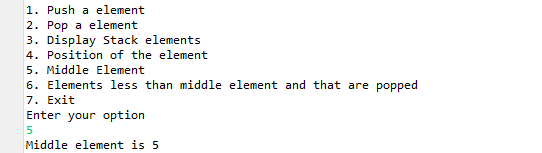 1. Push a element
2. Pop a element
3. Display Stack elements
4. Position of the element
5. Middle Element
6. Elements less than middle element and that are popped
7. Exit
Enter your option
5
Middle element is 5